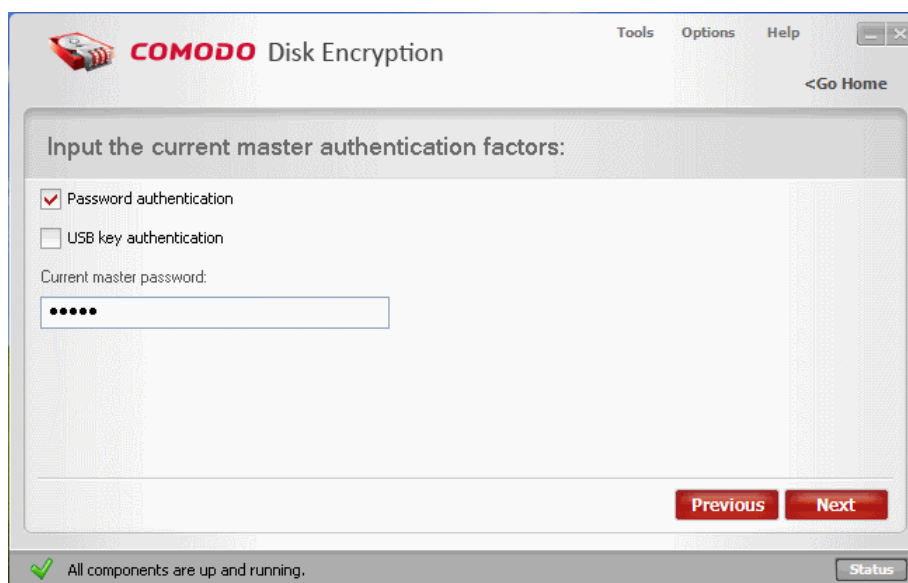 Tools Options Help
COMODO Disk Encryption
<Go Home
Input the current master authentication factors:
Password authentication
USB key authentication
Current master password:
•••••
Previous Next
All components are up and running. Status